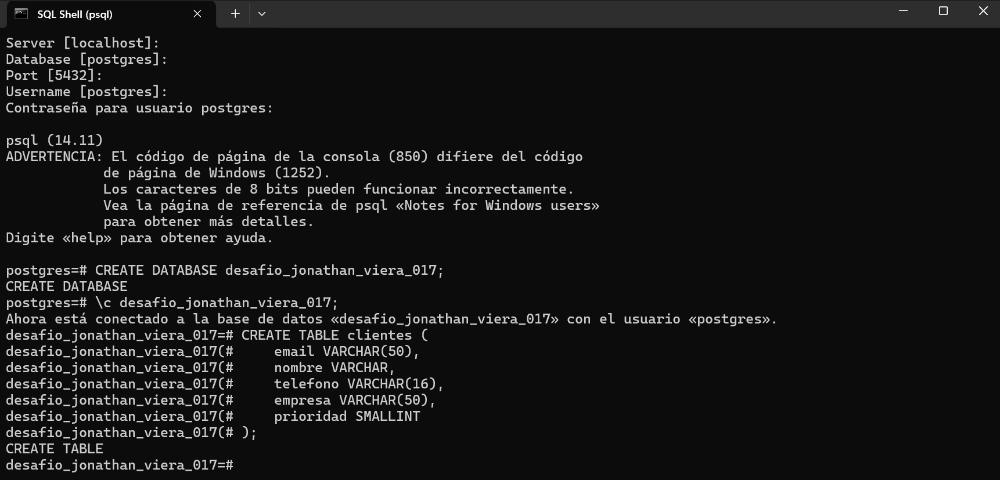 SQL Shell (psql)
Server [localhost]:
Database [postgres]:
Port [5432]:
Username [postgres]:
Contraseña para usuario postgres:
psql (14.11)
ADVERTENCIA: El código de página de la consola (850) difiere del código
            de página de Windows (1252).
            Los caracteres de 8 bits pueden funcionar incorrectamente.
            Vea la página de referencia de psql «Notes for Windows users»
            para obtener más detalles.
Digite «help» para obtener ayuda.
postgres=# CREATE DATABASE desafio_jonathan_viera_017;
CREATE DATABASE
postgres=# \c desafio_jonathan_viera_017;
Ahora está conectado a la base de datos «desafio_jonathan_viera_017» con el usuario «postgres».
desafio_jonathan_viera_017=# CREATE TABLE clientes (
desafio_jonathan_viera_017(#     email VARCHAR(50),
desafio_jonathan_viera_017(#     nombre VARCHAR,
desafio_jonathan_viera_017(#     telefono VARCHAR(16),
desafio_jonathan_viera_017(#     empresa VARCHAR(50),
desafio_jonathan_viera_017(#     prioridad SMALLINT
desafio_jonathan_viera_017(# );
CREATE TABLE
desafio_jonathan_viera_017=#